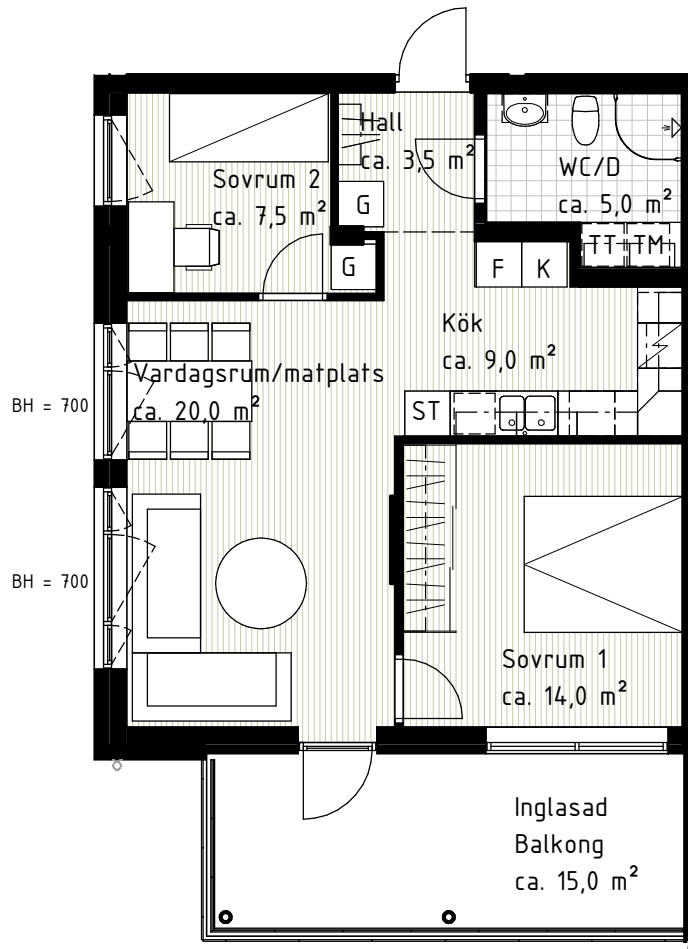 Hall
ca. 3,5 m²
WC/D
ca. 5,0 m²
Sovrum 2
ca. 7,5 m²
G
TT TM
G
F K
Kök
ca. 9,0 m²
Vardagsrum/matplats
ca. 20,0 m²
BH = 700
ST
BH = 700
Sovrum 1
ca. 14,0 m²
Inglasad
Balkong
ca. 15,0 m²